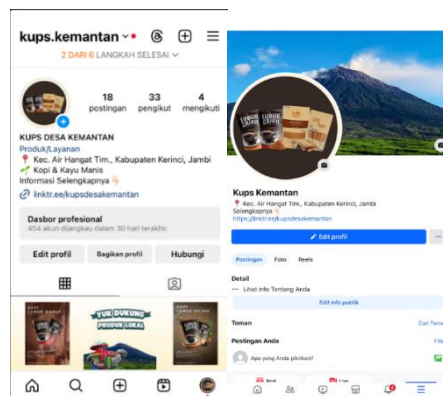 kups.kemantan
2 DARI 6 LANGKAH SELESAI
18
postingan
33
pengikut
4
mengikuti
KUPS DESA KEMANTAN
Produk/Layanan
Kec. Air Hangat Tim., Kabupaten Kerinci, Jambi
Kopi & Kayu Manis
Informasi Selengkapnya
linktr.ee/kupsdesakemantan
Dasbor profesional
454 akun dijangkau dalam 30 hari terakhir.
Edit profil
Bagikan profil
Hubungi
YUK DUKUNG
PRODUK LOKAL
LUBUK
GAJAH
Kups Kemantan
Kec. Air Hangat Tim., Kabupaten Kerinci, Jambi
Selengkapnya
https://linktr.ee/kupsdesakemantan
Edit profil
Postingan
Foto
Reels
Detail
Lihat Info Tentang Anda
Edit info publik
Teman
Postingan Anda
Apa yang Anda pikirkan?